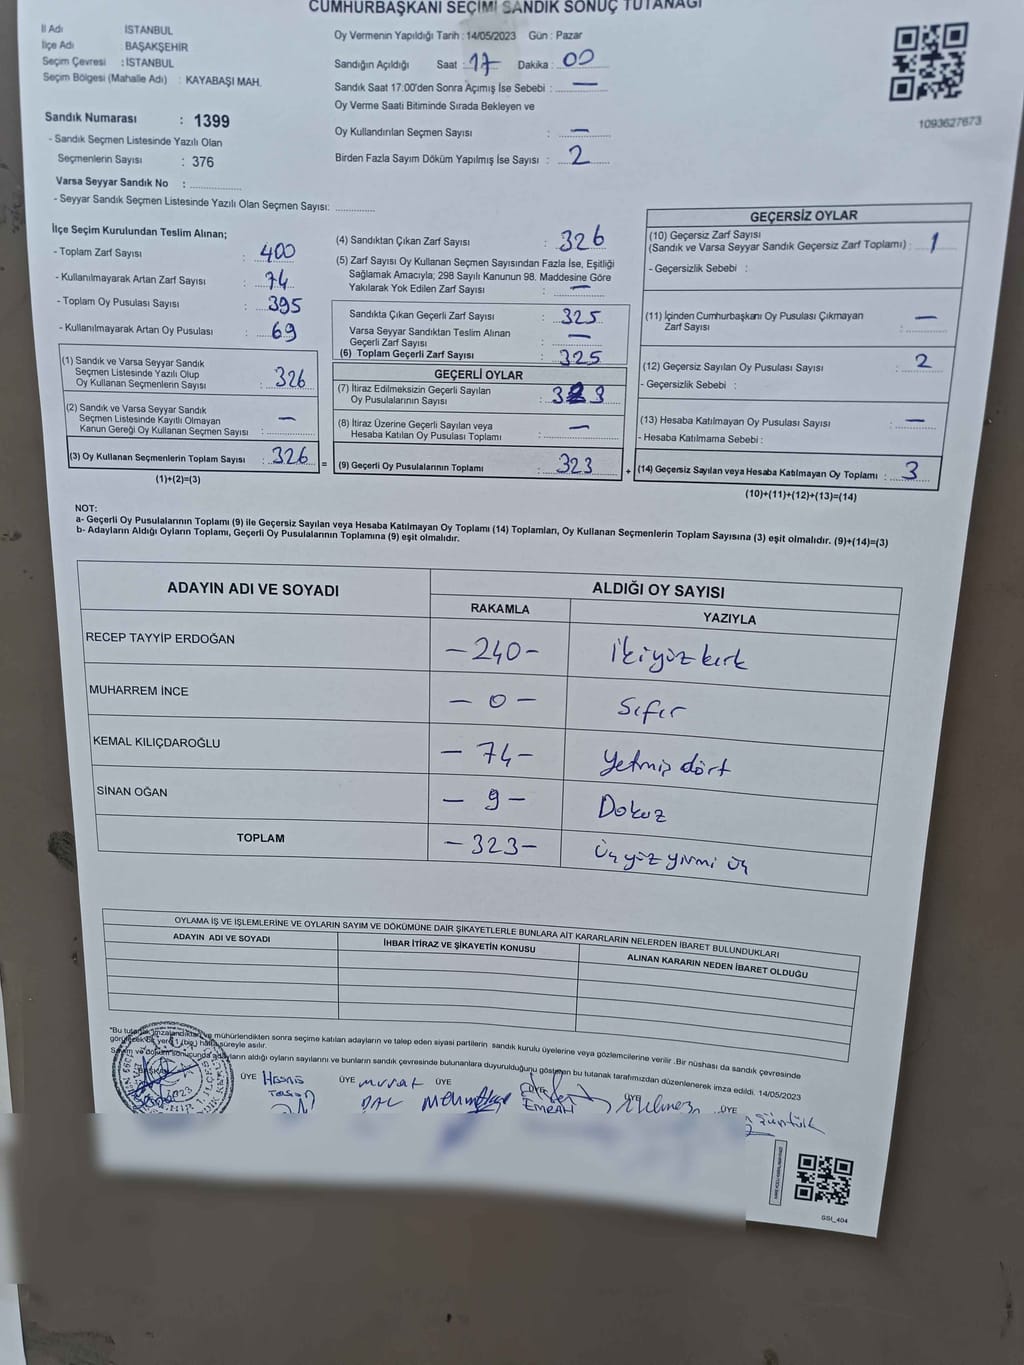 CUMHURBAŞKANI SEÇİMİ SANDIK SONUÇ TUTANAĞI
İl Adı İSTANBUL
İlçe Adı : BAŞAKŞEHİR
Seçim Çevresi : İSTANBUL
Seçim Bölgesi (Mahalle Adı) : KAYABAŞI MAH.
Sandık Numarası : 1399
- Sandık Seçmen Listesinde Yazılı Olan
Seçmenlerin Sayısı : 376
Varsa Seyyar Sandık No :
- Seyyar Sandık Seçmen Listesinde Yazılı Olan Seçmen Sayısı:
Oy Vermenin Yapıldığı Tarih : 14/05/2023 Gün : Pazar
Sandığın Açıldığı Saat : 17 Dakika : 00
Sandık Saat 17:00'den Sonra Açımış İse Sebebi : —
Oy Verme Saati Bitiminde Sırada Bekleyen ve
Oy Kullandırılan Seçmen Sayısı : —
Birden Fazla Sayım Döküm Yapılmış İse Sayısı : 2
1093627673
İlçe Seçim Kurulundan Teslim Alınan;
- Toplam Zarf Sayısı : 400
- Kullanılmayarak Artan Zarf Sayısı : 74
- Toplam Oy Pusulası Sayısı : 395
- Kullanılmayarak Artan Oy Pusulası : 69
(1) Sandık ve Varsa Seyyar Sandık
Seçmen Listesinde Yazılı Olup
Oy Kullanan Seçmenlerin Sayısı : 326
(2) Sandık ve Varsa Seyyar Sandık
Seçmen Listesinde Kayıtlı Olmayan
Kanun Gereği Oy Kullanan Seçmen Sayısı : —
(3) Oy Kullanan Seçmenlerin Toplam Sayısı : 326 =
(1)+(2)=(3)
(4) Sandıktan Çıkan Zarf Sayısı : 326
(5) Zarf Sayısı Oy Kullanan Seçmen Sayısından Fazla İse, Eşitliği
Sağlamak Amacıyla; 298 Sayılı Kanunun 98. Maddesine Göre
Yakılarak Yok Edilen Zarf Sayısı : —
Sandıkta Çıkan Geçerli Zarf Sayısı : 325
Varsa Seyyar Sandıktan Teslim Alınan
Geçerli Zarf Sayısı : —
(6) Toplam Geçerli Zarf Sayısı : 325
GEÇERLİ OYLAR
(7) İtiraz Edilmeksizin Geçerli Sayılan
Oy Pusulalarının Sayısı : 323
(8) İtiraz Üzerine Geçerli Sayılan veya
Hesaba Katılan Oy Pusulası Toplamı : —
(9) Geçerli Oy Pusulalarının Toplamı : 323 +
GEÇERSİZ OYLAR
(10) Geçersiz Zarf Sayısı
(Sandık ve Varsa Seyyar Sandık Geçersiz Zarf Toplamı) : 1
- Geçersizlik Sebebi :
(11) İçinden Cumhurbaşkanı Oy Pusulası Çıkmayan
Zarf Sayısı : —
(12) Geçersiz Sayılan Oy Pusulası Sayısı : 2
- Geçersizlik Sebebi :
(13) Hesaba Katılmayan Oy Pusulası Sayısı : —
- Hesaba Katılmama Sebebi :
(14) Geçersiz Sayılan veya Hesaba Katılmayan Oy Toplamı : 3
(10)+(11)+(12)+(13)=(14)
NOT:
a- Geçerli Oy Pusulalarının Toplamı (9) ile Geçersiz Sayılan veya Hesaba Katılmayan Oy Toplamı (14) Toplamları, Oy Kullanan Seçmenlerin Toplam Sayısına (3) eşit olmalıdır. (9)+(14)=(3)
b- Adayların Aldığı Oyların Toplamı, Geçerli Oy Pusulalarının Toplamına (9) eşit olmalıdır.
ADAYIN ADI VE SOYADI ALDIĞI OY SAYISI
RAKAMLA YAZIYLA
RECEP TAYYİP ERDOĞAN -240- İkiyüz kırk
MUHARREM İNCE - 0 - Sıfır
KEMAL KILIÇDAROĞLU - 74 - Yetmiş dört
SİNAN OĞAN - 9 - Dokuz
TOPLAM -323- Üç yüz yirmi üç
OYLAMA İŞ VE İŞLEMLERİNE VE OYLARIN SAYIM VE DÖKÜMÜNE DAİR ŞİKAYETLERLE BUNLARA AİT KARARLARIN NELERDEN İBARET BULUNDUKLARI
ADAYIN ADI VE SOYADI İHBAR İTİRAZ VE ŞİKAYETİN KONUSU ALINAN KARARIN NEDEN İBARET OLDUĞU
"Bu tutanak imzalandıktan ve mühürlendikten sonra seçime katılan adayların ve talep eden siyasi partilerin sandık kurulu üyelerine veya gözlemcilerine verilir .Bir nüshası da sandık çevresinde
görülecek bir yere 1 (bir) hafta süreyle asılır.
Sayım ve döküm sonucunda adayların aldığı oyların sayılarını ve bunların sandık çevresinde bulunanlara duyurulduğunu gösteren bu tutanak tarafımızdan düzenlenerek imza edildi. 14/05/2023
BAŞKAN ÜYE ÜYE murat ÜYE ÜYE ÜYE ÜYE
DAL EMRAH
GSL_404